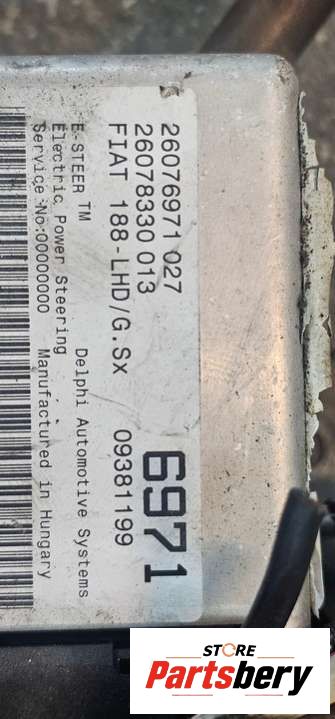 26076971 027
26078330 013
FIAT 188-LHD/G.Sx 09381199
6971
E-STEER TM Delphi Automotive Systems
Electric Power Steering
Service No:00000000 Manufactured in Hungary
STORE
Partsbery